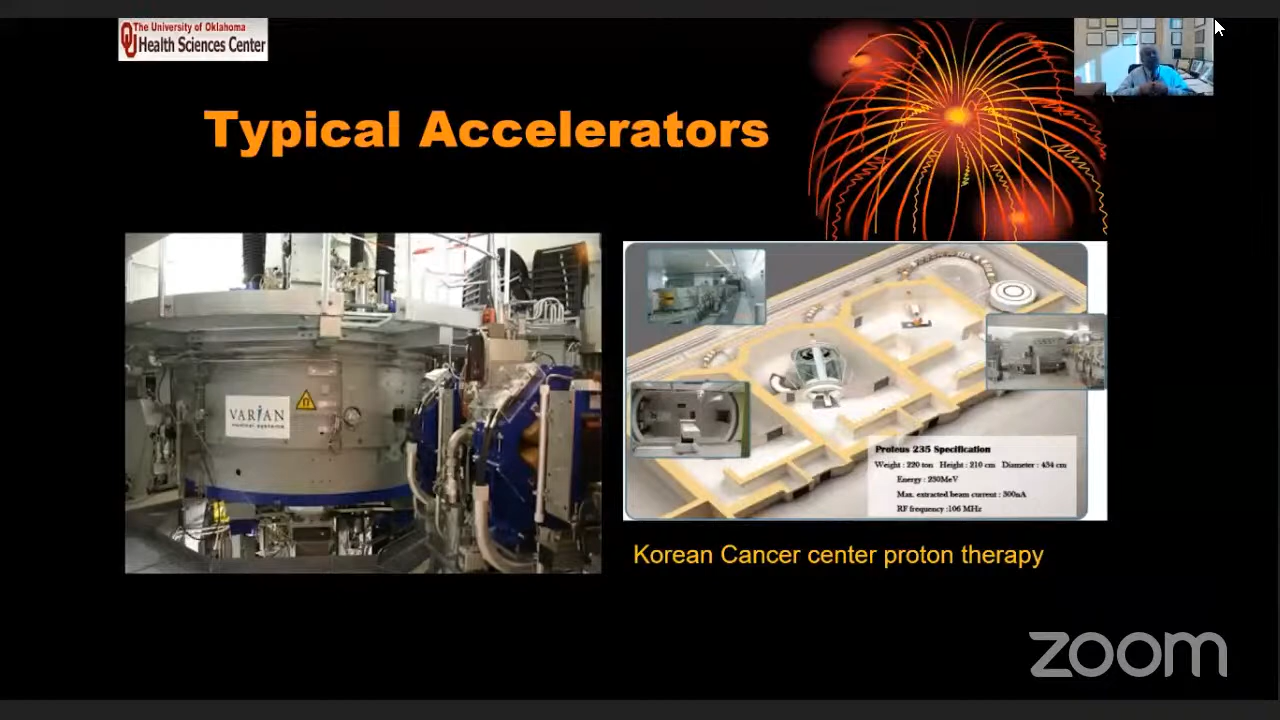 The University of Oklahoma
Health Sciences Center
Typical Accelerators
VARIAN
medical systems
Proteus 235 Specification
Weight : 220 ton Height : 210 cm Diameter : 434 cm
Energy : 230MeV
Max. extracted beam current : 300nA
RF frequency :106 MHz
Korean Cancer center proton therapy
zoom